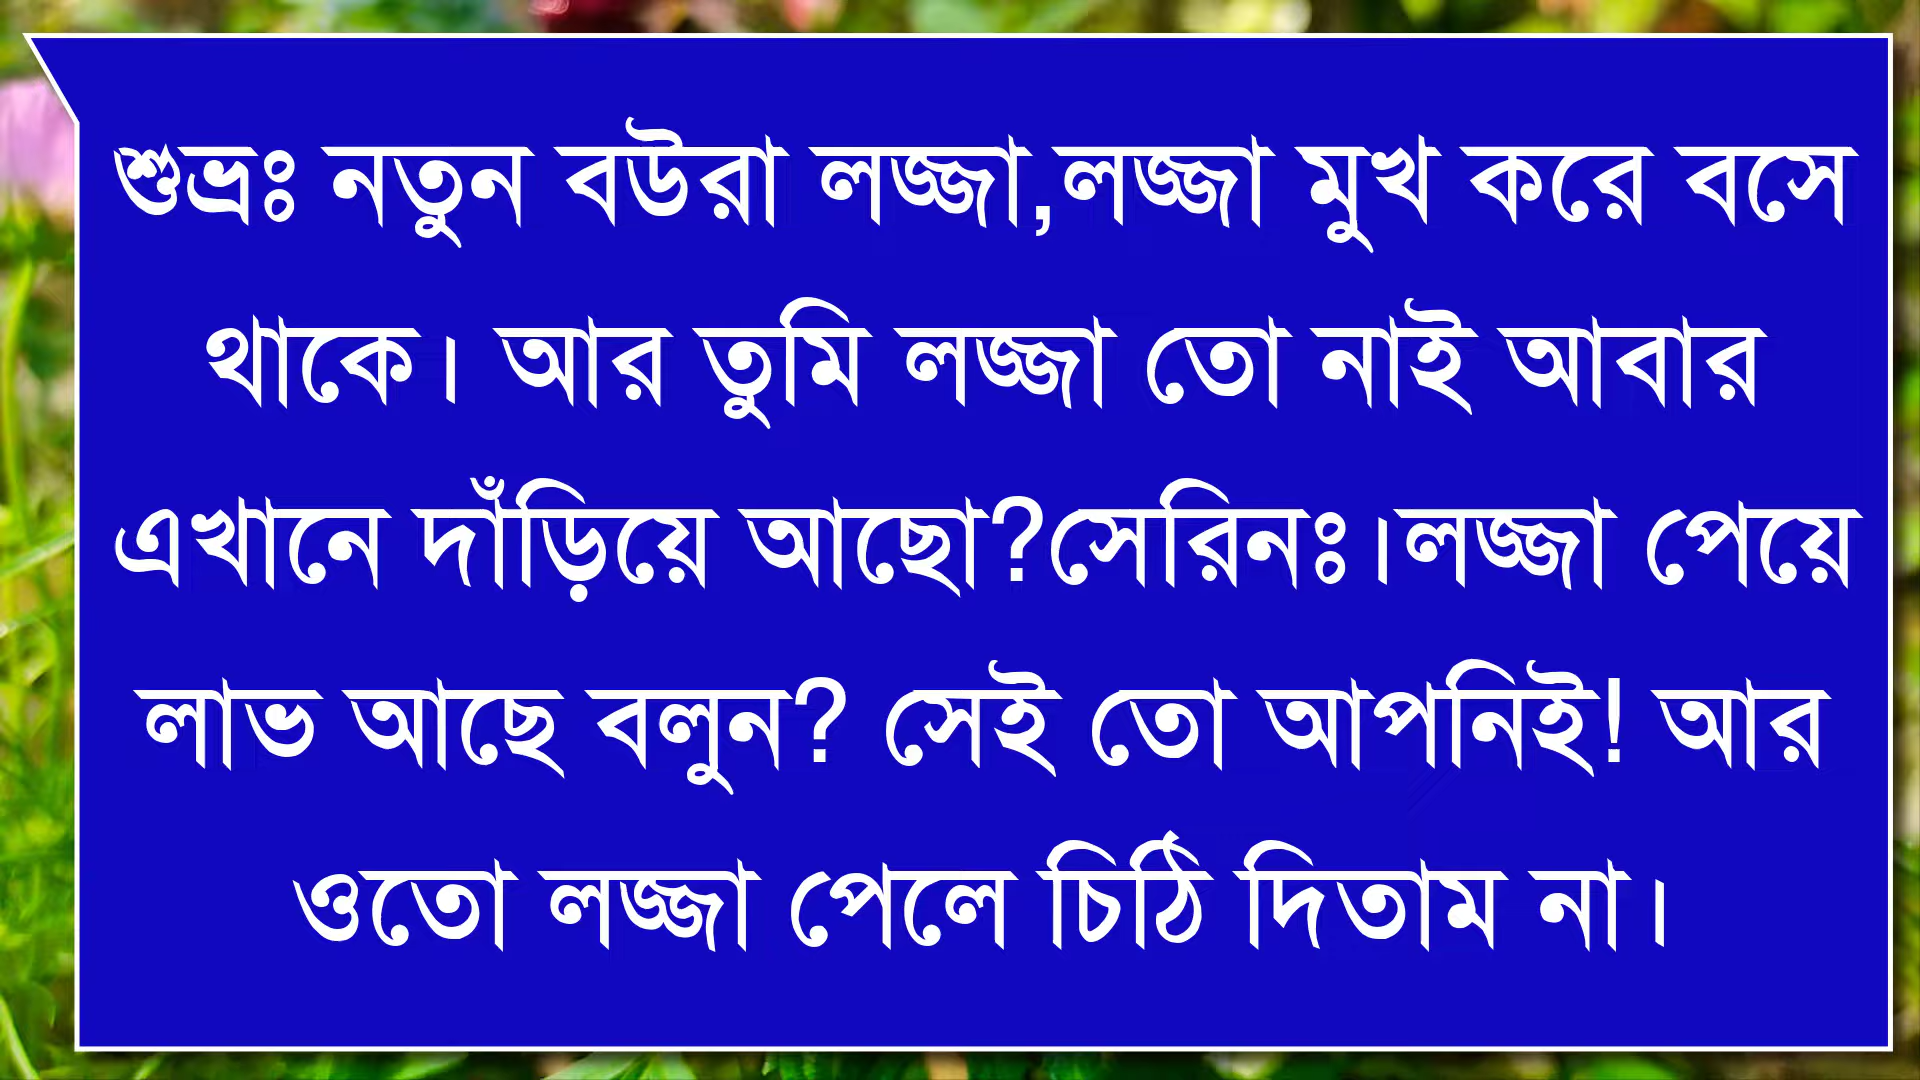 শুভ্রঃ নতুন বউরা লজ্জা,লজ্জা মুখ করে বসে
থাকে। আর তুমি লজ্জা তো নাই আবার
এখানে দাঁড়িয়ে আছো?সেরিনঃ।লজ্জা পেয়ে
লাভ আছে বলুন? সেই তো আপনিই! আর
ওতো লজ্জা পেলে চিঠি দিতাম না।